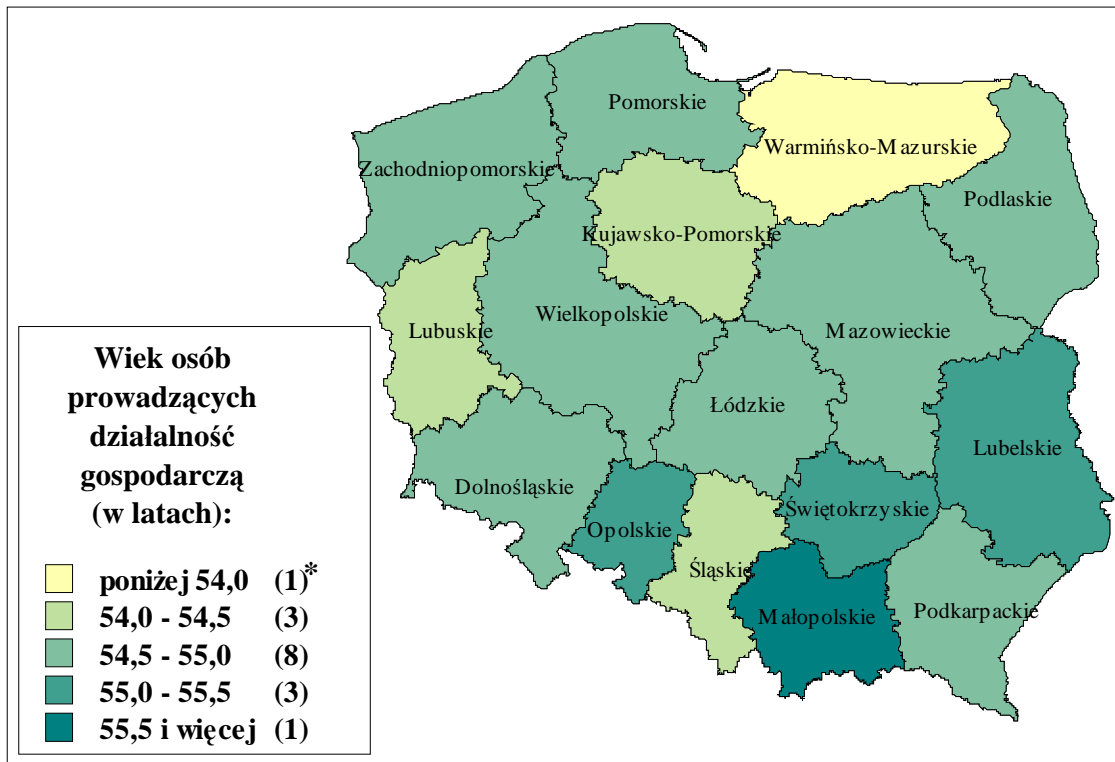 Pomorskie
Warmińsko-Mazurskie
Zachodniopomorskie
Podlaskie
Kujawsko-Pomorskie
Wielkopolskie
Lubuskie
Mazowieckie
Łódzkie
Lubelskie
Dolnośląskie
Świętokrzyskie
Opolskie
Śląskie
Małopolskie
Podkarpackie
Wiek osób
prowadzących
działalność
gospodarczą
(w latach):
poniżej 54,0 (1)*
54,0 - 54,5 (3)
54,5 - 55,0 (8)
55,0 - 55,5 (3)
55,5 i więcej (1)